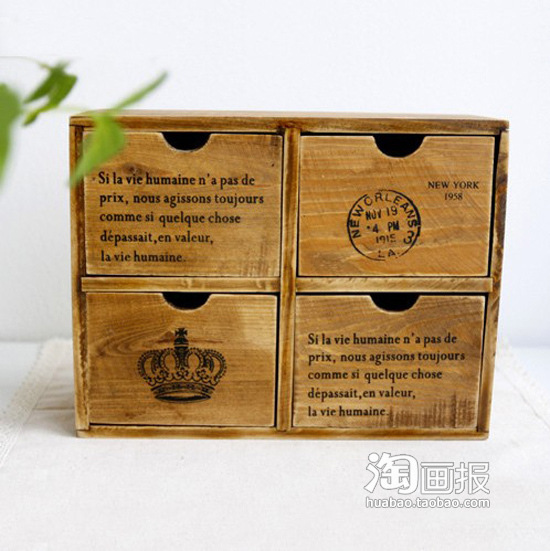 Si la vie humaine n'a pas de
prix, nous agissons toujours
comme si quelque chose
dépassait,en valeur,
la vie humaine.
NEW YORK
1958
NEW ORLEANS 3
NOV 19
4 PM
1915
LA.
Si la vie humaine n'a pas de
prix, nous agissons toujours
comme si quelque chose
dépassait,en valeur,
la vie humaine.
淘画报
huabao.taobao.com